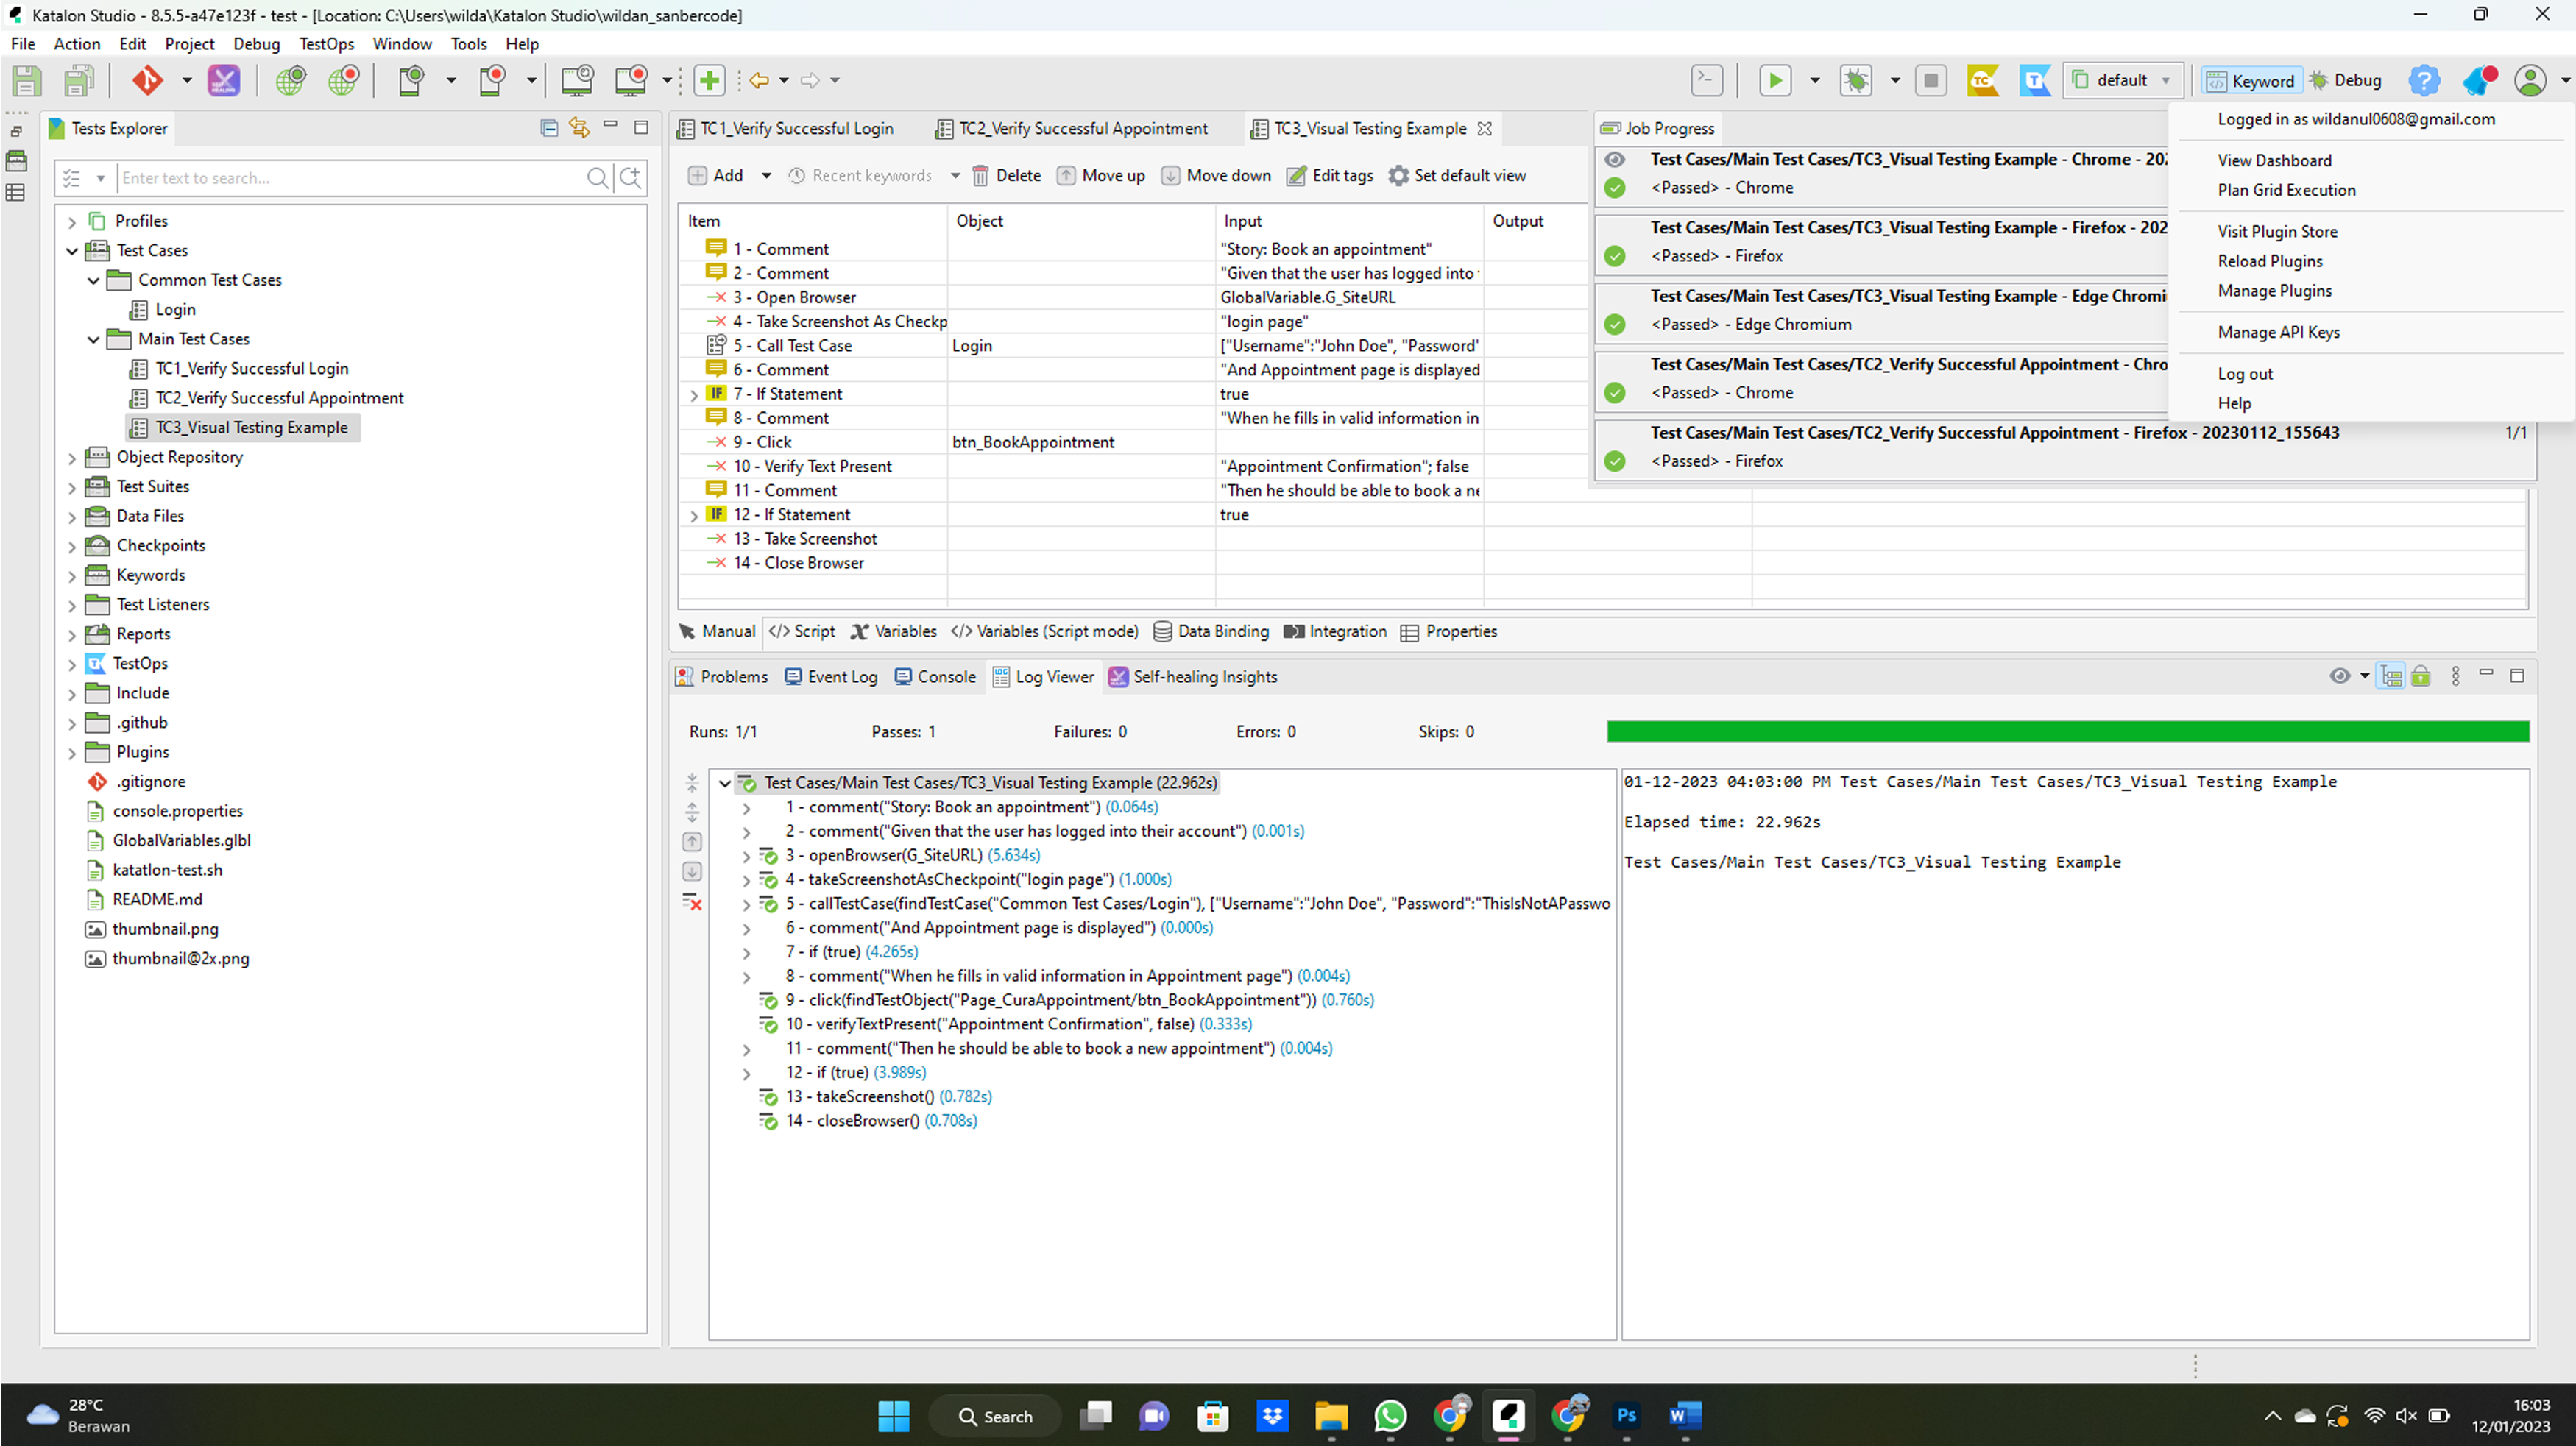 Katalon Studio - 8.5.5-a47e123f - test - [Location: C:\Users\wilda\Katalon Studio\wildan_sanbercode]
File Action Edit Project Debug TestOps Window Tools Help
default Keyword Debug
Tests Explorer
Enter text to search...
Profiles
Test Cases
Common Test Cases
Login
Main Test Cases
TC1_Verify Successful Login
TC2_Verify Successful Appointment
TC3_Visual Testing Example
Object Repository
Test Suites
Data Files
Checkpoints
Keywords
Test Listeners
Reports
TestOps
Include
.github
Plugins
.gitignore
console.properties
GlobalVariables.glbl
katatlon-test.sh
README.md
thumbnail.png
thumbnail@2x.png
TC1_Verify Successful Login TC2_Verify Successful Appointment TC3_Visual Testing Example
Add Recent keywords Delete Move up Move down Edit tags Set default view
Item Object Input Output
1 - Comment "Story: Book an appointment"
2 - Comment "Given that the user has logged into
3 - Open Browser GlobalVariable.G_SiteURL
4 - Take Screenshot As Checkp "login page"
5 - Call Test Case Login ["Username":"John Doe", "Password"
6 - Comment "And Appointment page is displayed
IF 7 - If Statement true
8 - Comment "When he fills in valid information in
9 - Click btn_BookAppointment
10 - Verify Text Present "Appointment Confirmation"; false
11 - Comment "Then he should be able to book a ne
IF 12 - If Statement true
13 - Take Screenshot
14 - Close Browser
Manual Script Variables Variables (Script mode) Data Binding Integration Properties
Job Progress
Test Cases/Main Test Cases/TC3_Visual Testing Example - Chrome - 202
<Passed> - Chrome
Test Cases/Main Test Cases/TC3_Visual Testing Example - Firefox - 202
<Passed> - Firefox
Test Cases/Main Test Cases/TC3_Visual Testing Example - Edge Chromi
<Passed> - Edge Chromium
Test Cases/Main Test Cases/TC2_Verify Successful Appointment - Chro
<Passed> - Chrome
Test Cases/Main Test Cases/TC2_Verify Successful Appointment - Firefox - 20230112_155643 1/1
<Passed> - Firefox
Logged in as wildanul0608@gmail.com
View Dashboard
Plan Grid Execution
Visit Plugin Store
Reload Plugins
Manage Plugins
Manage API Keys
Log out
Help
Problems Event Log Console Log Viewer Self-healing Insights
Runs: 1/1 Passes: 1 Failures: 0 Errors: 0 Skips: 0
Test Cases/Main Test Cases/TC3_Visual Testing Example (22.962s)
1 - comment("Story: Book an appointment") (0.064s)
2 - comment("Given that the user has logged into their account") (0.001s)
3 - openBrowser(G_SiteURL) (5.634s)
4 - takeScreenshotAsCheckpoint("login page") (1.000s)
5 - callTestCase(findTestCase("Common Test Cases/Login"), ["Username":"John Doe", "Password":"ThisIsNotAPasswo
6 - comment("And Appointment page is displayed") (0.000s)
7 - if (true) (4.265s)
8 - comment("When he fills in valid information in Appointment page") (0.004s)
9 - click(findTestObject("Page_CuraAppointment/btn_BookAppointment")) (0.760s)
10 - verifyTextPresent("Appointment Confirmation", false) (0.333s)
11 - comment("Then he should be able to book a new appointment") (0.004s)
12 - if (true) (3.989s)
13 - takeScreenshot() (0.782s)
14 - closeBrowser() (0.708s)
01-12-2023 04:03:00 PM Test Cases/Main Test Cases/TC3_Visual Testing Example
Elapsed time: 22.962s
Test Cases/Main Test Cases/TC3_Visual Testing Example
28°C
Berawan
Search
16:03
12/01/2023